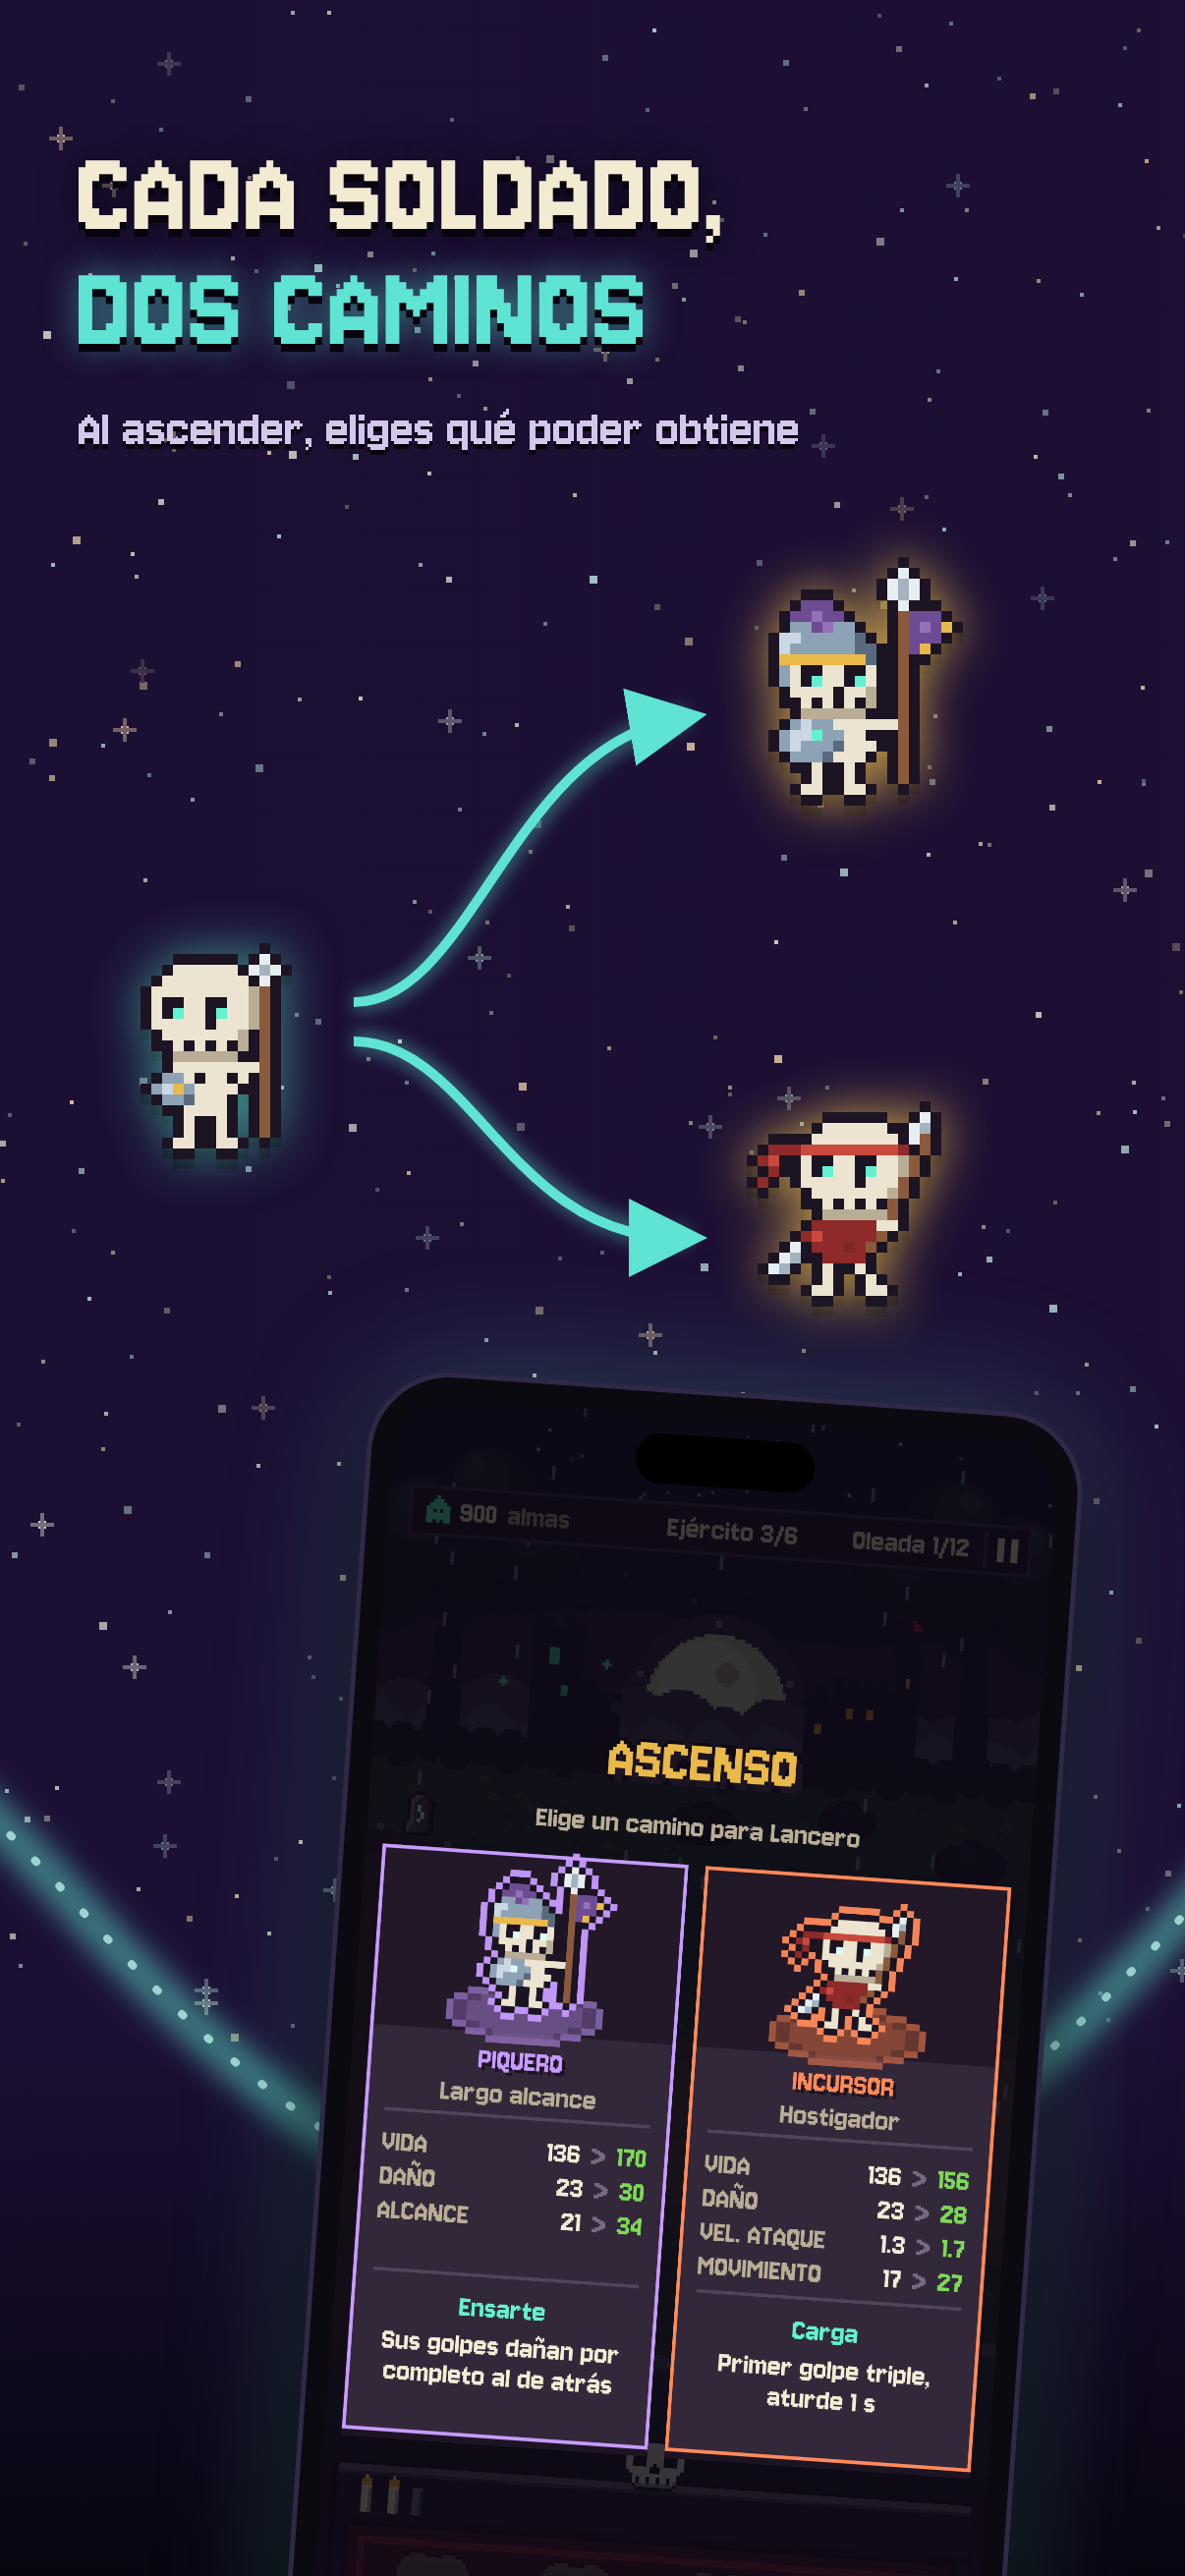 CADA SOLDADO,
DOS CAMINOS
Al ascender, eliges qué poder obtiene
900 almas Ejército 3/6 Oleada 1/12
ASCENSO
Elige un camino para Lancero
PIQUERO
Largo alcance
VIDA 136 > 170
DAÑO 23 > 30
ALCANCE 21 > 34
Ensarte
Sus golpes dañan por
completo al de atrás
INCURSOR
Hostigador
VIDA 136 > 156
DAÑO 23 > 28
VEL. ATAQUE 1.3 > 1.7
MOVIMIENTO 17 > 27
Carga
Primer golpe triple,
aturde 1 s